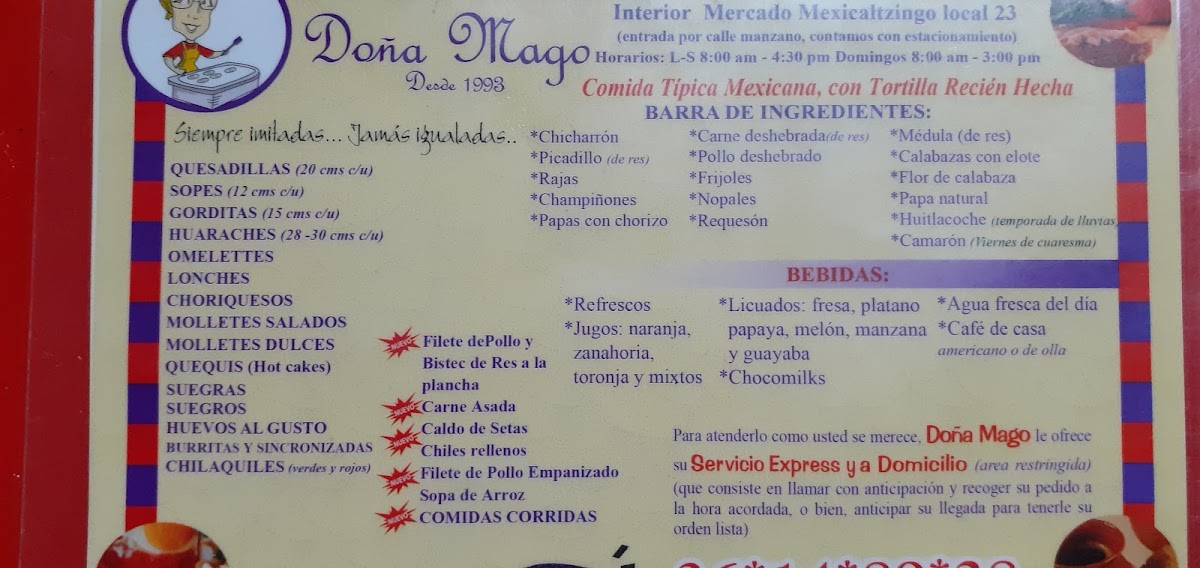 Doña Mago
Desde 1993
Interior Mercado Mexicaltzingo local 23
(entrada por calle manzano, contamos con estacionamiento)
Horarios: L-S 8:00 am - 4:30 pm Domingos 8:00 am - 3:00 pm
Comida Típica Mexicana, con Tortilla Recién Hecha
Siempre imitadas... Jamás igualadas..
QUESADILLAS (20 cms c/u)
SOPES (12 cms c/u)
GORDITAS (15 cms c/u)
HUARACHES (28 -30 cms c/u)
OMELETTES
LONCHES
CHORIQUESOS
MOLLETES SALADOS
MOLLETES DULCES
QUEQUIS (Hot cakes)
SUEGRAS
SUEGROS
HUEVOS AL GUSTO
BURRITAS Y SINCRONIZADAS
CHILAQUILES (verdes y rojos)
NUEVO Filete dePollo y
Bistec de Res a la
plancha
NUEVO Carne Asada
NUEVO Caldo de Setas
Chiles rellenos
NUEVO Filete de Pollo Empanizado
Sopa de Arroz
NUEVO COMIDAS CORRIDAS
BARRA DE INGREDIENTES:
*Chicharrón
*Picadillo (de res)
*Rajas
*Champiñones
*Papas con chorizo
*Carne deshebrada(de res)
*Pollo deshebrado
*Frijoles
*Nopales
*Requesón
*Médula (de res)
*Calabazas con elote
*Flor de calabaza
*Papa natural
*Huitlacoche (temporada de lluvias
*Camarón (Viernes de cuaresma)
BEBIDAS:
*Refrescos
*Jugos: naranja,
zanahoria,
toronja y mixtos
*Licuados: fresa, platano
papaya, melón, manzana
y guayaba
*Chocomilks
*Agua fresca del día
*Café de casa
americano o de olla
Para atenderlo como usted se merece, Doña Mago le ofrece
su Servicio Express y a Domicilio (area restringida)
(que consiste en llamar con anticipación y recoger su pedido a
la hora acordada, o bien, anticipar su llegada para tenerle su
orden lista)